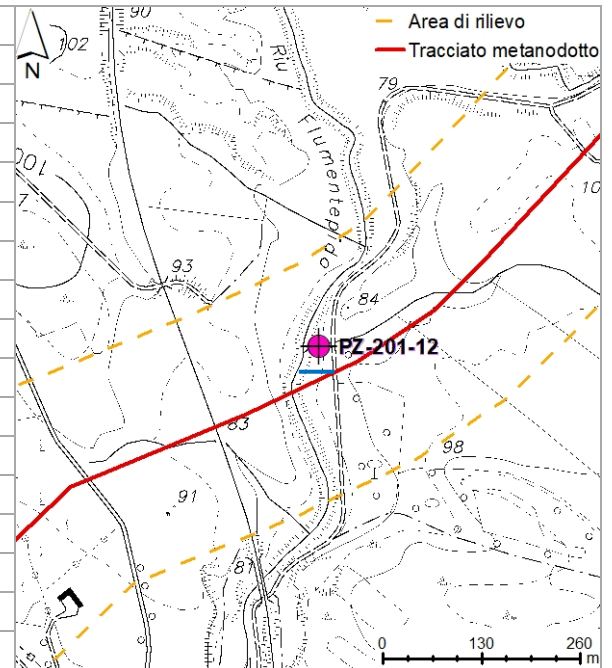 90
102
N
Area di rilievo
Tracciato metanodotto
79
Riu
Flumentepido
100
7
10
93
84
PZ-201-12
83
98
91
81
0 130 260
m